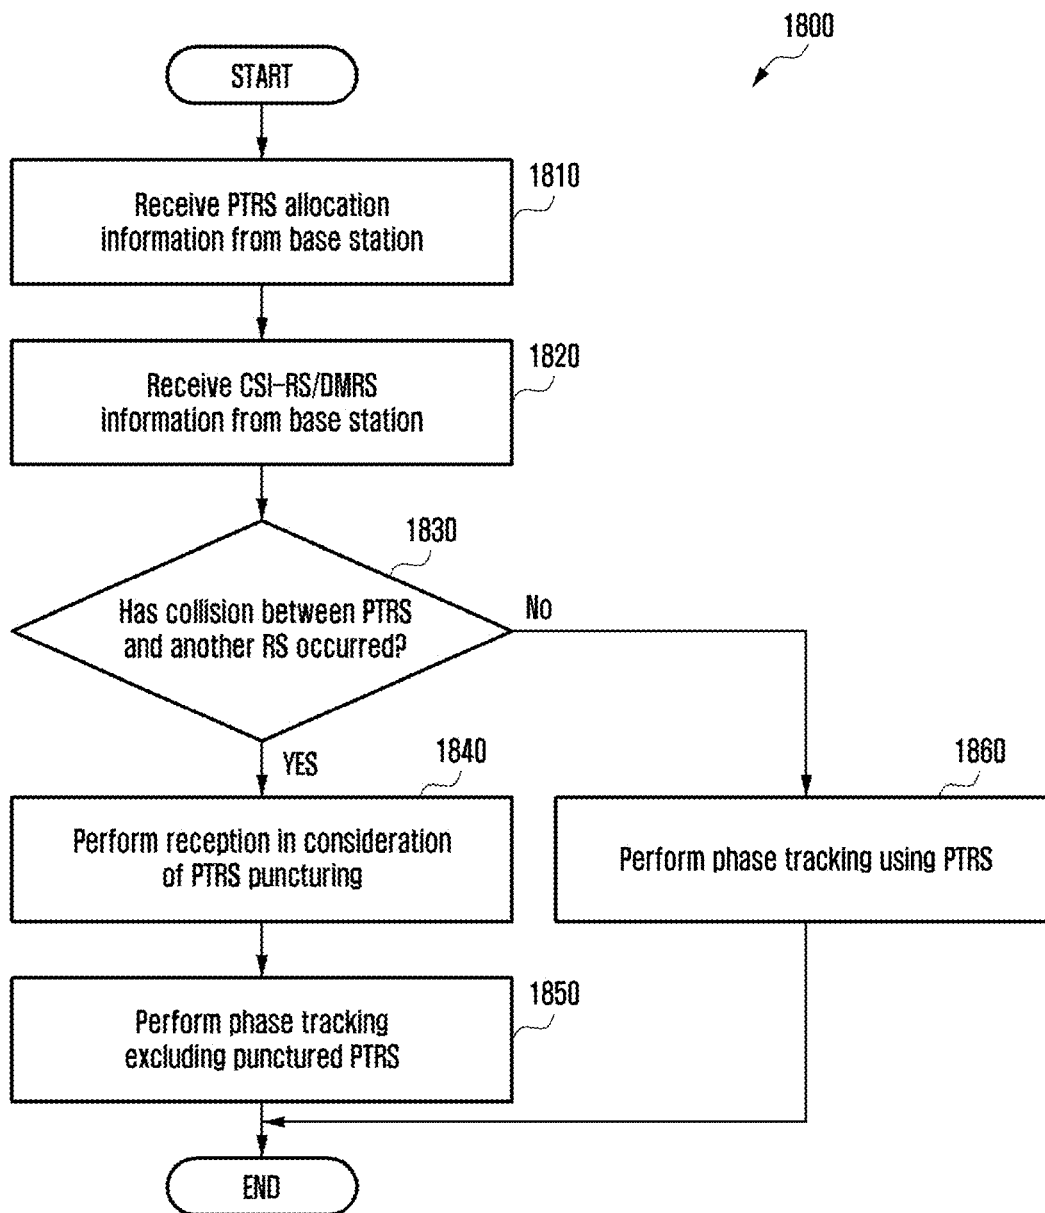 1800
START
1810
Receive PTRS allocation
information from base station
1820
Receive CSI-RS/DMRS
information from base station
1830
Has collision between PTRS
and another RS occurred?
NO
YES
1840
Perform reception in consideration
of PTRS puncturing
1860
Perform phase tracking using PTRS
1850
Perform phase tracking
excluding punctured PTRS
END